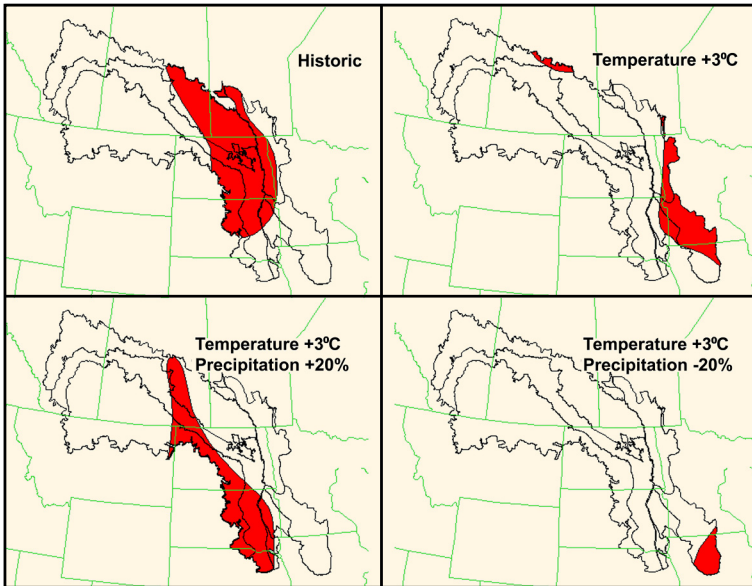 Historic
Temperature +3ºC
Temperature +3ºC
Precipitation +20%
Temperature +3ºC
Precipitation -20%